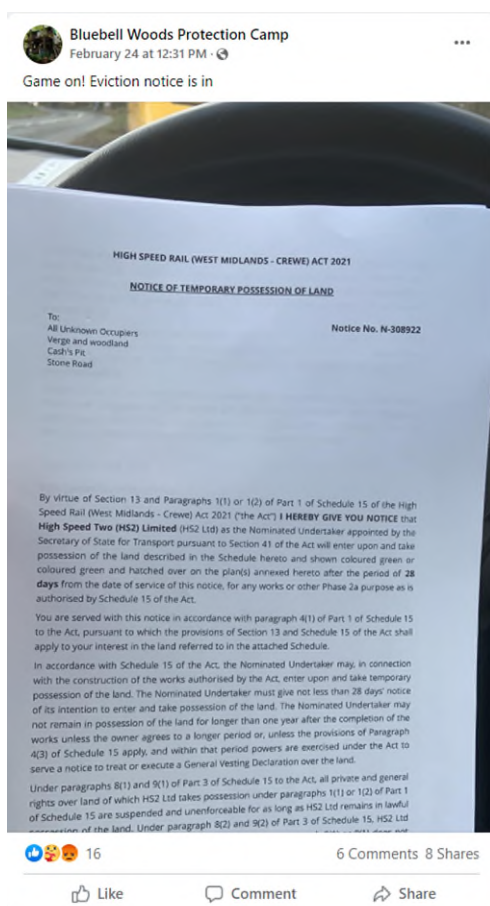 Bluebell Woods Protection Camp
February 24 at 12:31 PM ·
Game on! Eviction notice is in
HIGH SPEED RAIL (WEST MIDLANDS - CREWE) ACT 2021
NOTICE OF TEMPORARY POSSESSION OF LAND
To:
All Unknown Occupiers
Verge and woodland
Cash's Pit
Stone Road
Notice No. N-308922
By virtue of Section 13 and Paragraphs 1(1) or 1(2) of Part 1 of Schedule 15 of the High
Speed Rail (West Midlands - Crewe) Act 2021 ("the Act") I HEREBY GIVE YOU NOTICE that
High Speed Two (HS2) Limited (HS2 Ltd) as the Nominated Undertaker appointed by the
Secretary of State for Transport pursuant to Section 41 of the Act will enter upon and take
possession of the land described in the Schedule hereto and shown coloured green or
coloured green and hatched over on the plan(s) annexed hereto after the period of 28
days from the date of service of this notice, for any works or other Phase 2a purpose as is
authorised by Schedule 15 of the Act.
You are served with this notice in accordance with paragraph 4(1) of Part 1 of Schedule 15
to the Act, pursuant to which the provisions of Section 13 and Schedule 15 of the Act shall
apply to your interest in the land referred to in the attached Schedule.
In accordance with Schedule 15 of the Act, the Nominated Undertaker may, in connection
with the construction of the works authorised by the Act, enter upon and take temporary
possession of the land. The Nominated Undertaker must give not less than 28 days' notice
of its intention to enter and take possession of the land. The Nominated Undertaker may
not remain in possession of the land for longer than one year after the completion of the
works unless the owner agrees to a longer period or, unless the provisions of Paragraph
4(3) of Schedule 15 apply, and within that period powers are exercised under the Act to
serve a notice to treat or execute a General Vesting Declaration over the land.
Under paragraphs 8(1) and 9(1) of Part 3 of Schedule 15 to the Act, all private and general
rights over land of which HS2 Ltd takes possession under paragraphs 1(1) or 1(2) of Part 1
of Schedule 15 are suspended and unenforceable for as long as HS2 Ltd remains in lawful
possession of the land. Under paragraph 8(2) and 9(2) of Part 3 of Schedule 15, HS2 Ltd
16
6 Comments 8 Shares
Like
Comment
Share